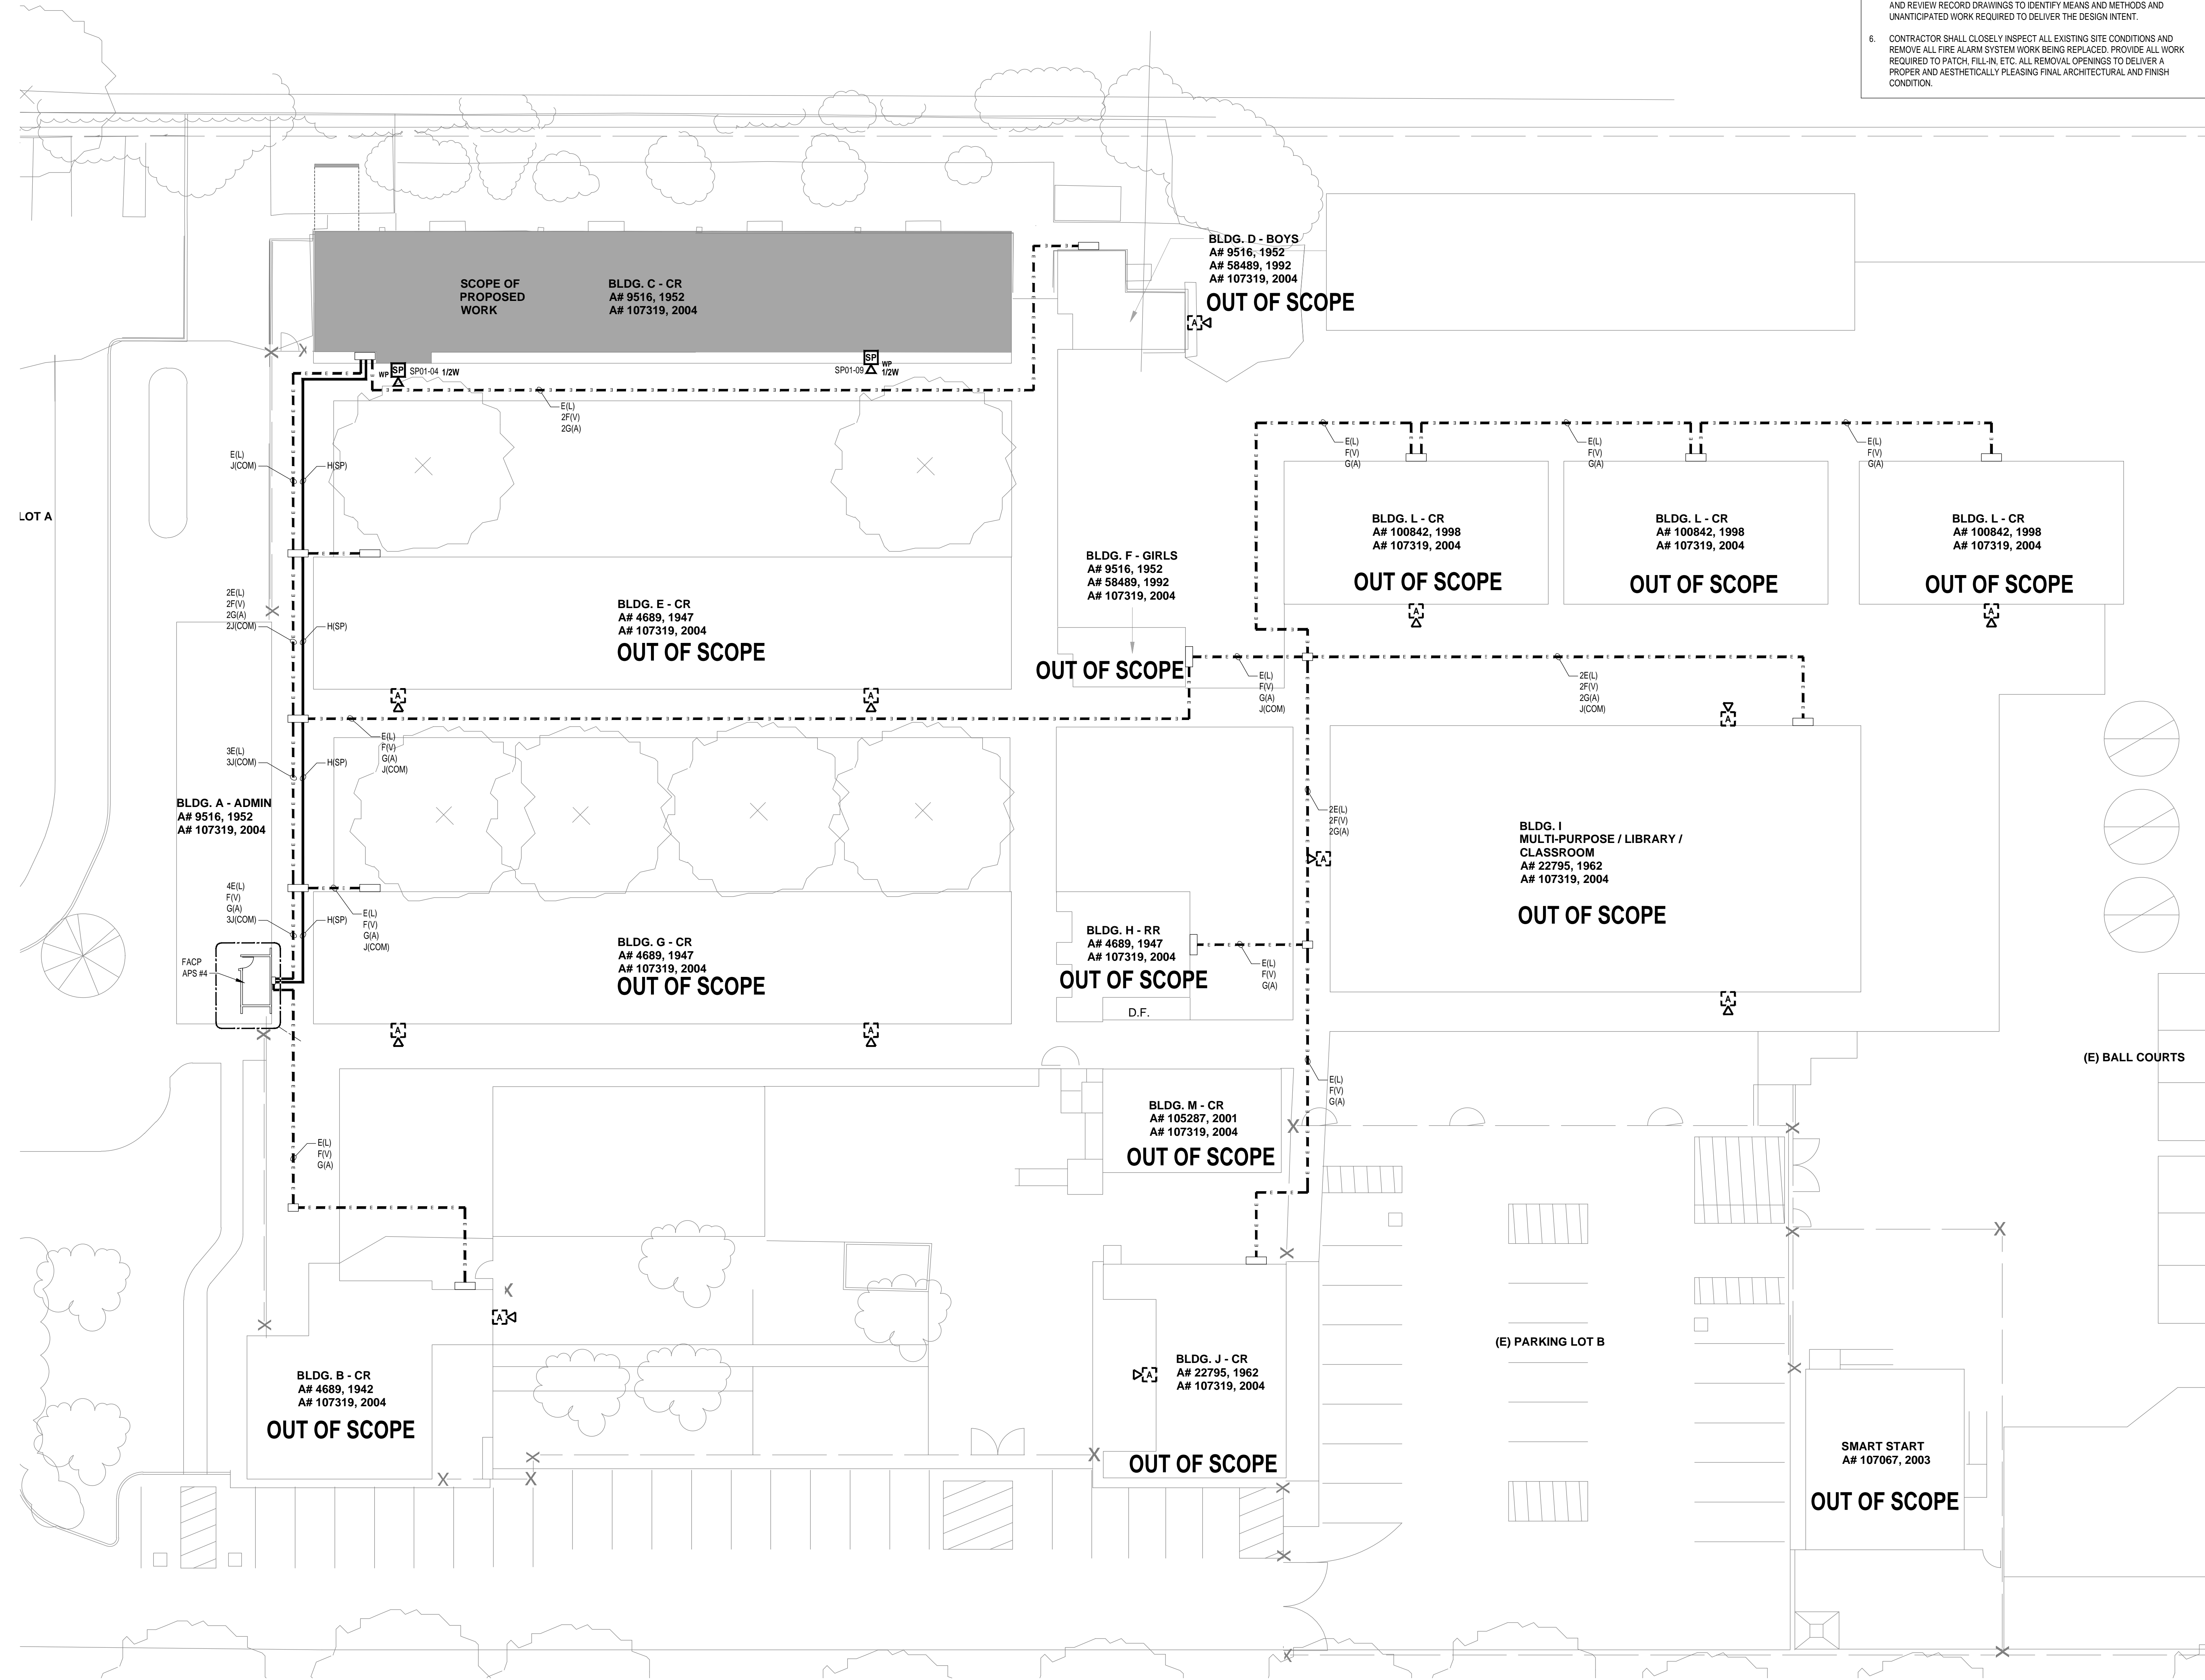 AND REVIEW RECORD DRAWINGS TO IDENTIFY MEANS AND METHODS AND
UNANTICIPATED WORK REQUIRED TO DELIVER THE DESIGN INTENT.
6. CONTRACTOR SHALL CLOSELY INSPECT ALL EXISTING SITE CONDITIONS AND
REMOVE ALL FIRE ALARM SYSTEM WORK BEING REPLACED. PROVIDE ALL WORK
REQUIRED TO PATCH, FILL-IN, ETC. ALL REMOVAL OPENINGS TO DELIVER A
PROPER AND AESTHETICALLY PLEASING FINAL ARCHITECTURAL AND FINISH
CONDITION.
BLDG. D - BOYS
A# 9516, 1952
A# 58489, 1992
A# 107319, 2004
OUT OF SCOPE
A
SCOPE OF
PROPOSED
WORK
BLDG. C - CR
A# 9516, 1952
A# 107319, 2004
WP
SP
SP01-04 1/2W
SP01-09
SP
WP
1/2W
E(L)
2F(V)
2G(A)
E(L)
J(COM)
H(SP)
E(L)
F(V)
G(A)
E(L)
F(V)
G(A)
E(L)
F(V)
G(A)
LOT A
BLDG. L - CR
A# 100842, 1998
A# 107319, 2004
OUT OF SCOPE
A
BLDG. L - CR
A# 100842, 1998
A# 107319, 2004
OUT OF SCOPE
BLDG. L - CR
A# 100842, 1998
A# 107319, 2004
OUT OF SCOPE
A
BLDG. F - GIRLS
A# 9516, 1952
A# 58489, 1992
A# 107319, 2004
OUT OF SCOPE
2E(L)
2F(V)
2G(A)
2J(COM)
H(SP)
BLDG. E - CR
A# 4689, 1947
A# 107319, 2004
OUT OF SCOPE
A
A
E(L)
F(V)
G(A)
J(COM)
2E(L)
2F(V)
2G(A)
J(COM)
A
3E(L)
3J(COM)
H(SP)
E(L)
F(V)
G(A)
J(COM)
BLDG. A - ADMIN
A# 9516, 1952
A# 107319, 2004
2E(L)
2F(V)
2G(A)
A
BLDG. I
MULTI-PURPOSE / LIBRARY /
CLASSROOM
A# 22795, 1962
A# 107319, 2004
OUT OF SCOPE
A
4E(L)
F(V)
G(A)
3J(COM)
H(SP)
E(L)
F(V)
G(A)
J(COM)
FACP
APS #4
BLDG. G - CR
A# 4689, 1947
A# 107319, 2004
OUT OF SCOPE
A
A
BLDG. H - RR
A# 4689, 1947
A# 107319, 2004
OUT OF SCOPE
D.F.
E(L)
F(V)
G(A)
(E) BALL COURTS
E(L)
F(V)
G(A)
BLDG. M - CR
A# 105287, 2001
A# 107319, 2004
OUT OF SCOPE
E(L)
F(V)
G(A)
A
BLDG. B - CR
A# 4689, 1942
A# 107319, 2004
OUT OF SCOPE
A
BLDG. J - CR
A# 22795, 1962
A# 107319, 2004
OUT OF SCOPE
(E) PARKING LOT B
SMART START
A# 107067, 2003
OUT OF SCOPE